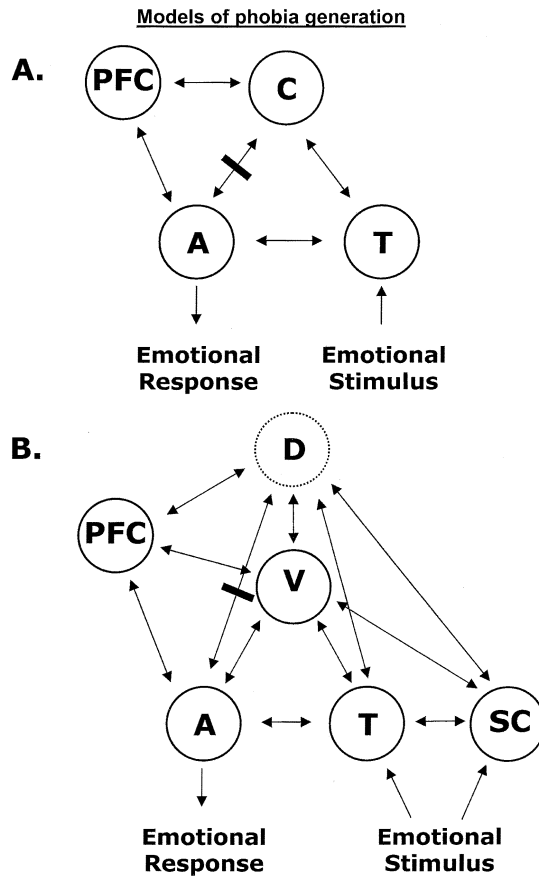 Models of phobia generation
A.
PFC
C
A
T
Emotional
Response
Emotional
Stimulus
B.
D
PFC
V
A
T
SC
Emotional
Response
Emotional
Stimulus